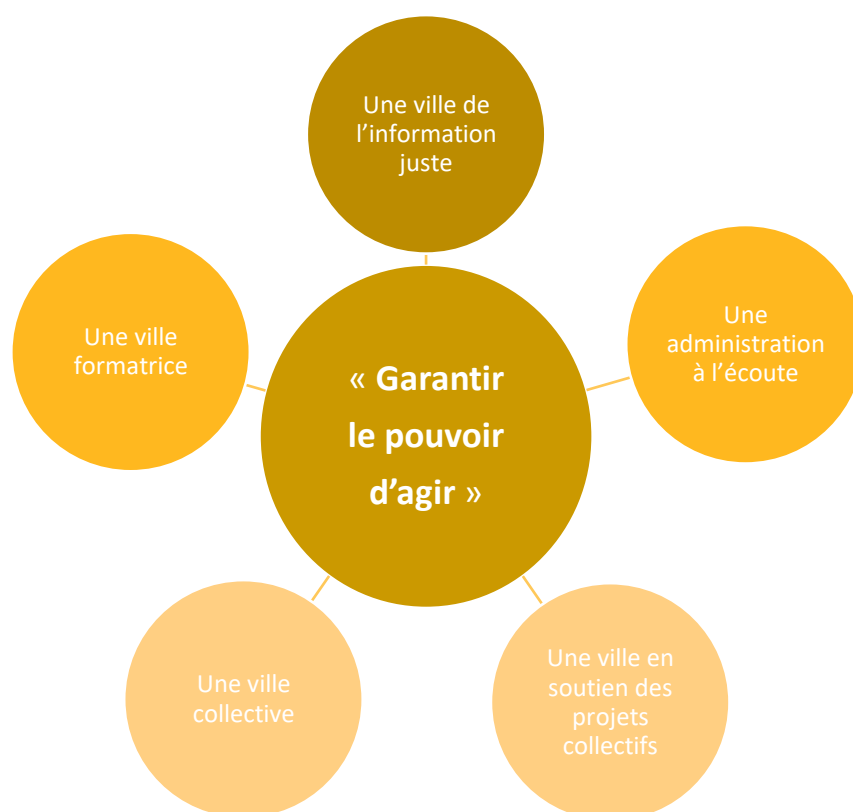 Une ville de
l’information
juste
Une
administration
à l’écoute
Une ville
formatrice
« Garantir
le pouvoir
d’agir »
Une ville
collective
Une ville en
soutien des
projets
collectifs